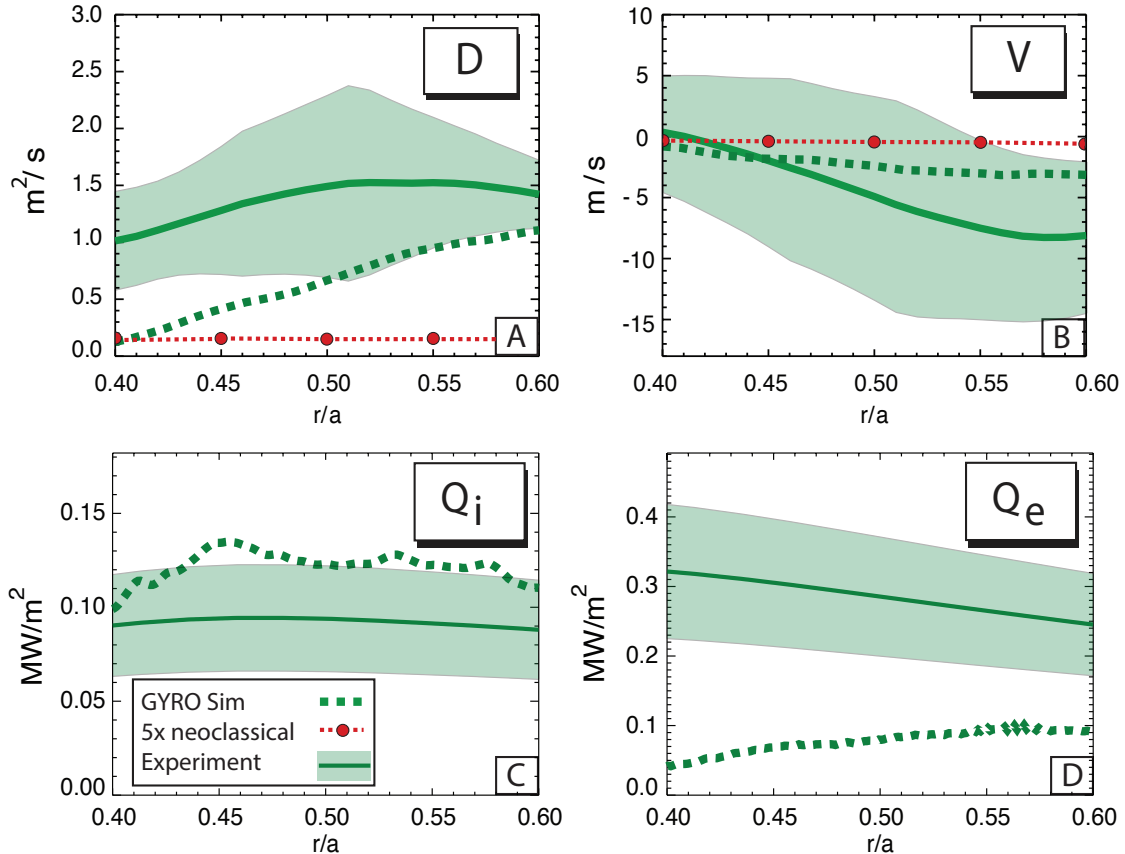 D
3.0
2.5
2.0
1.5
1.0
0.5
0.0
m²/s
A
0.40 0.45 0.50 0.55 0.60
r/a
V
10
5
0
-5
-10
-15
m/s
B
0.40 0.45 0.50 0.55 0.60
r/a
Qi
0.15
0.10
0.05
0.00
MW/m²
GYRO Sim
5x neoclassical
Experiment
C
0.40 0.45 0.50 0.55 0.60
r/a
Qe
0.4
0.3
0.2
0.1
0.0
MW/m²
D
0.40 0.45 0.50 0.55 0.60
r/a